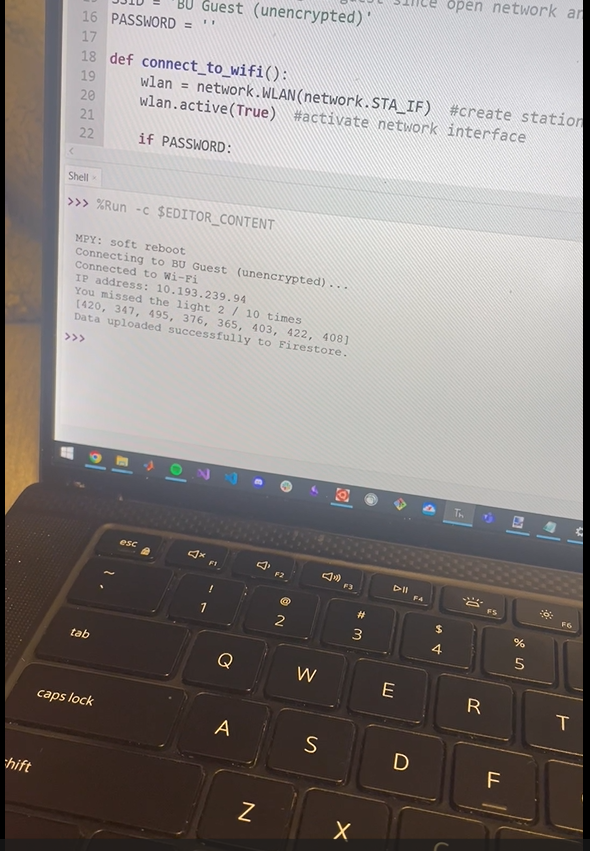 SSID = 'BU Guest (unencrypted)'
since open network
16 PASSWORD = ''
17
18 def connect_to_wifi():
19 wlan = network.WLAN(network.STA_IF) #create station
20 wlan.active(True) #activate network interface
21
22 if PASSWORD:
Shell
>>> %Run -c $EDITOR_CONTENT
MPY: soft reboot
Connecting to BU Guest (unencrypted)...
Connected to Wi-Fi
IP address: 10.193.239.94
You missed the light 2 / 10 times
[420, 347, 495, 376, 365, 403, 422, 408]
Data uploaded successfully to Firestore.
>>>
Th
esc F1 F2 F3 F4 F5 F6
~ ! @ # $ %
` 1 2 3 4 5
tab Q W E R T
caps lock A S D F
shift Z X C